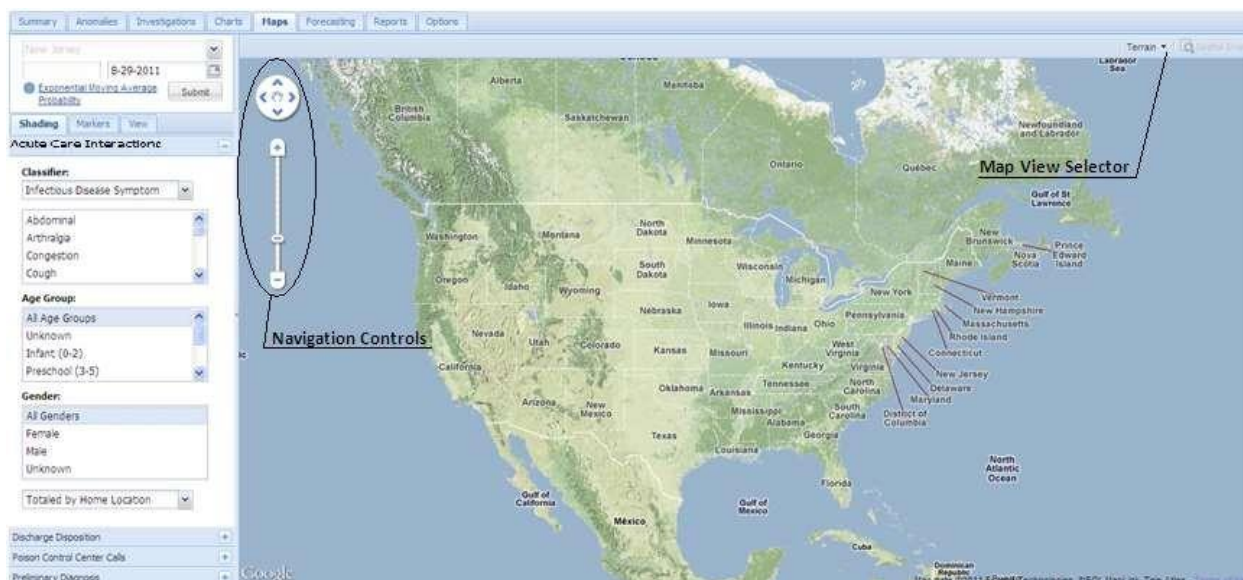 Summary Anomalies Investigations Charts Maps Forecasting Reports Options
New Jersey
8-29-2011
Exponential Moving Average
Probability
Submit
Terrain
Shading Markers View
Acute Care Interactions
Classifier:
Infectious Disease Symptom
Abdominal
Arthralgia
Congestion
Cough
Age Group:
All Age Groups
Unknown
Infant (0-2)
Preschool (3-5)
Gender:
All Genders
Female
Male
Unknown
Totaled by Home Location
Discharge Disposition
Poison Control Center Calls
Preliminary Diagnosis
Navigation Controls
Map View Selector
Labrador
Sea
Alberta
Manitoba
British
Columbia
Saskatchewan
Newfoundland
and Labrador
Ontario
Québec
Gulf of St
Lawrence
New
Brunswick
Prince
Edward
Island
Nova
Scotia
Maine
Washington
Montana
North
Dakota
Minnesota
Oregon
Idaho
Wyoming
South
Dakota
Wisconsin
Michigan
New York
Vermont
New Hampshire
Massachusetts
Rhode Island
Connecticut
Nebraska
Iowa
Illinois
Indiana
Ohio
Pennsylvania
Nevada
Utah
Colorado
Kansas
Missouri
West
Virginia
Virginia
Kentucky
New Jersey
Delaware
Maryland
District of
Columbia
California
Arizona
New
Mexico
Oklahoma
Arkansas
Tennessee
North
Carolina
South
Carolina
Mississippi
Alabama
Georgia
Texas
Louisiana
Florida
North
Atlantic
Ocean
Gulf of
California
Gulf of
Mexico
México
Cuba
Dominican
Republic
Google